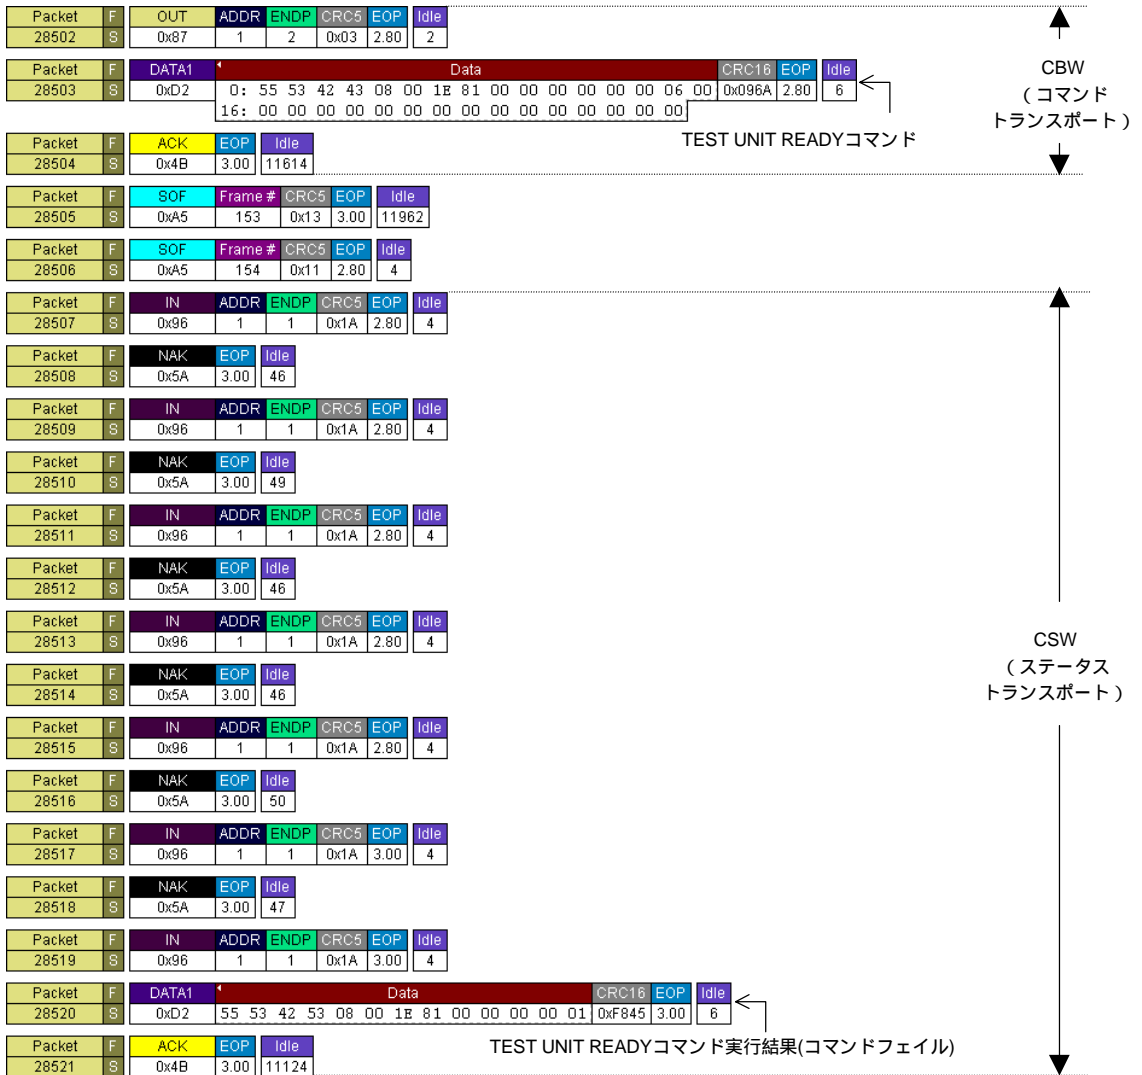 Packet F OUT ADDR ENDP CRC5 EOP Idle
28502 S 0x87 1 2 0x03 2.80 2
Packet F DATA1 Data CRC16 EOP Idle
28503 S 0xD2 0: 55 53 42 43 08 00 1E 81 00 00 00 00 00 00 06 00 0x096A 2.80 6
16: 00 00 00 00 00 00 00 00 00 00 00 00 00 00 00
CBW
(コマンド
トランスポート)
TEST UNIT READYコマンド
Packet F ACK EOP Idle
28504 S 0x4B 3.00 11614
Packet F SOF Frame # CRC5 EOP Idle
28505 S 0xA5 153 0x13 3.00 11962
Packet F SOF Frame # CRC5 EOP Idle
28506 S 0xA5 154 0x11 2.80 4
Packet F IN ADDR ENDP CRC5 EOP Idle
28507 S 0x96 1 1 0x1A 2.80 4
Packet F NAK EOP Idle
28508 S 0x5A 3.00 46
Packet F IN ADDR ENDP CRC5 EOP Idle
28509 S 0x96 1 1 0x1A 2.80 4
Packet F NAK EOP Idle
28510 S 0x5A 3.00 49
Packet F IN ADDR ENDP CRC5 EOP Idle
28511 S 0x96 1 1 0x1A 2.80 4
Packet F NAK EOP Idle
28512 S 0x5A 3.00 46
Packet F IN ADDR ENDP CRC5 EOP Idle
28513 S 0x96 1 1 0x1A 2.80 4
CSW
(ステータス
トランスポート)
Packet F NAK EOP Idle
28514 S 0x5A 3.00 46
Packet F IN ADDR ENDP CRC5 EOP Idle
28515 S 0x96 1 1 0x1A 2.80 4
Packet F NAK EOP Idle
28516 S 0x5A 3.00 50
Packet F IN ADDR ENDP CRC5 EOP Idle
28517 S 0x96 1 1 0x1A 3.00 4
Packet F NAK EOP Idle
28518 S 0x5A 3.00 47
Packet F IN ADDR ENDP CRC5 EOP Idle
28519 S 0x96 1 1 0x1A 3.00 4
Packet F DATA1 Data CRC16 EOP Idle
28520 S 0xD2 55 53 42 53 08 00 1E 81 00 00 00 00 01 0xF845 3.00 6
TEST UNIT READYコマンド実行結果(コマンドフェイル)
Packet F ACK EOP Idle
28521 S 0x4B 3.00 11124